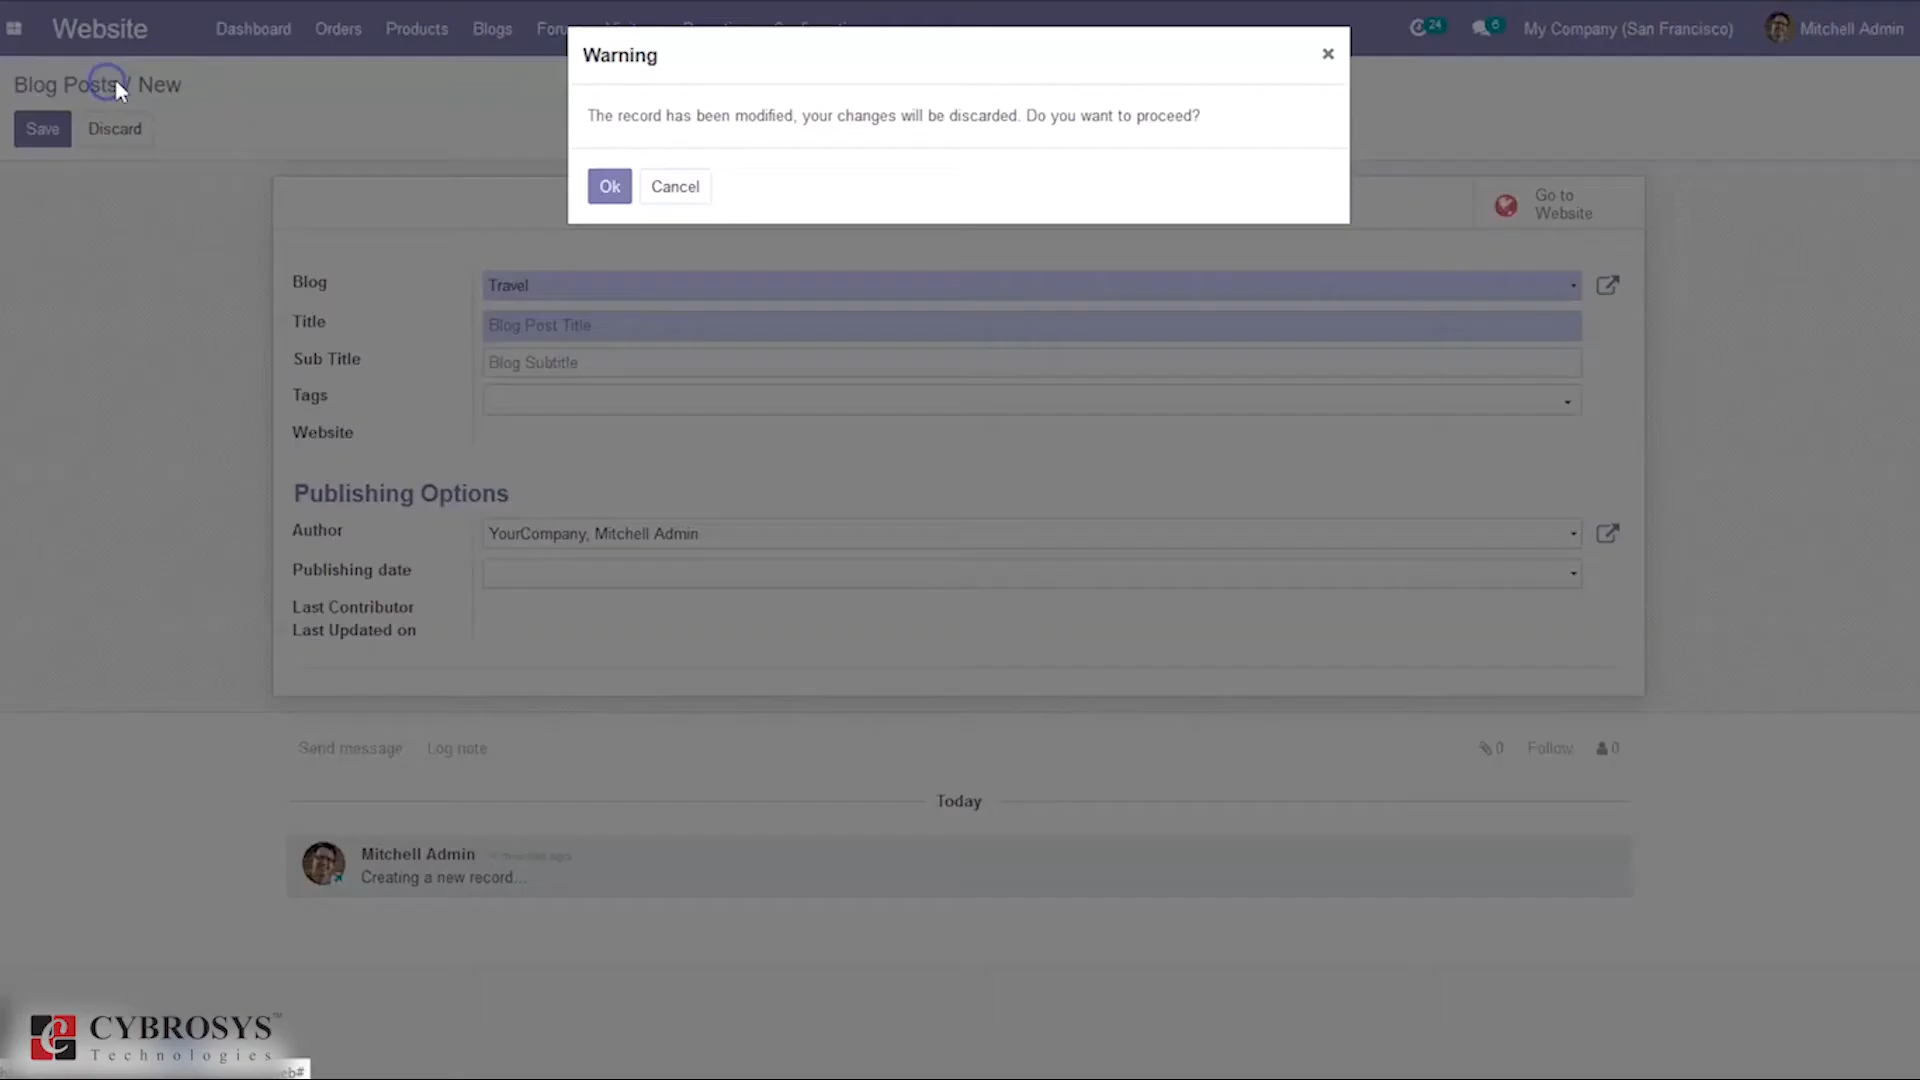 Website
Dashboard
Orders
Products
Blogs
My Company (San Francisco)
24
6
Mitchell Admin
Blog Posts / New
Save
Discard
Warning
×
The record has been modified, your changes will be discarded. Do you want to proceed?
Ok
Cancel
Go to
Website
Blog
Travel
Title
Blog Post Title
Sub Title
Blog Subtitle
Tags
Website
Publishing Options
Author
YourCompany, Mitchell Admin
Publishing date
Last Contributor
Last Updated on
Send message
Log note
0
Follow
0
Today
Mitchell Admin
Creating a new record...
CYBROSYS™
Technologies
eb#